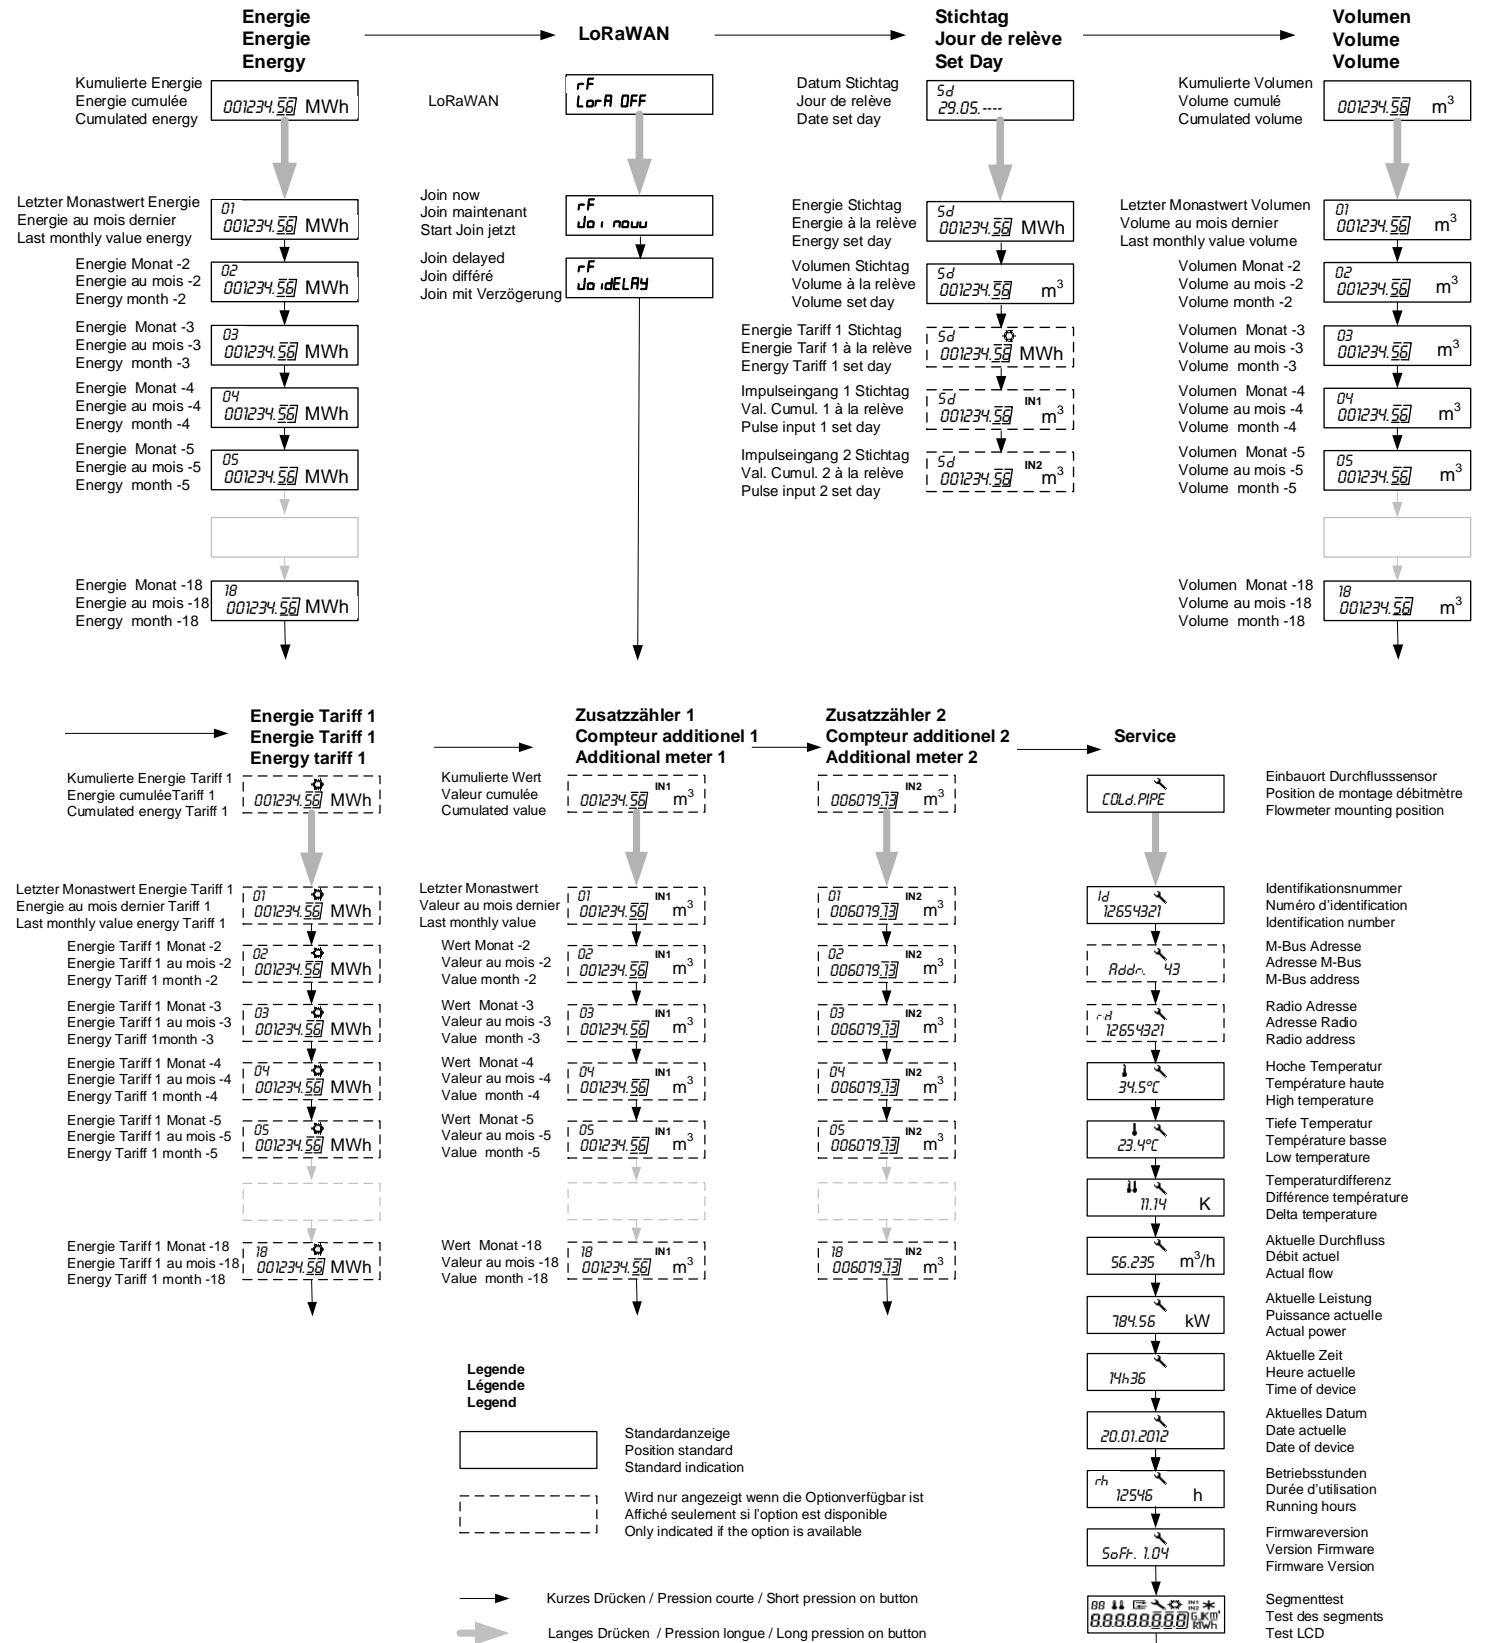 Energie
Energie
Energy
LoRaWAN
Stichtag
Jour de relève
Set Day
Volumen
Volume
Volume
Kumulierte Energie
Energie cumulée
Cumulated energy
001234.56 MWh
Letzter Monastwert Energie
Energie au mois dernier
Last monthly value energy
01
001234.56 MWh
Energie Monat -2
Energie au mois -2
Energy month -2
02
001234.56 MWh
Energie Monat -3
Energie au mois -3
Energy month -3
03
001234.56 MWh
Energie Monat -4
Energie au mois -4
Energy month -4
04
001234.56 MWh
Energie Monat -5
Energie au mois -5
Energy month -5
05
001234.56 MWh
Energie Monat -18
Energie au mois -18
Energy month -18
18
001234.56 MWh
LoRaWAN
rF
LorA OFF
Join now
Join maintenant
Start Join jetzt
rF
Joi nouu
Join delayed
Join différé
Join mit Verzögerung
rF
JoidELAY
Datum Stichtag
Jour de relève
Date set day
Sd
29.05.----
Energie Stichtag
Energie à la relève
Energy set day
Sd
001234.56 MWh
Volumen Stichtag
Volume à la relève
Volume set day
Sd
001234.56 m³
Energie Tariff 1 Stichtag
Energie Tarif 1 à la relève
Energy Tariff 1 set day
Sd
001234.56 MWh
Impulseingang 1 Stichtag
Val. Cumul. 1 à la relève
Pulse input 1 set day
Sd IN1
001234.56 m³
Impulseingang 2 Stichtag
Val. Cumul. 2 à la relève
Pulse input 2 set day
Sd IN2
001234.56 m³
Kumulierte Volumen
Volume cumulé
Cumulated volume
001234.56 m³
Letzter Monastwert Volumen
Volume au mois dernier
Last monthly value volume
01
001234.56 m³
Volumen Monat -2
Volume au mois -2
Volume month -2
02
001234.56 m³
Volumen Monat -3
Volume au mois -3
Volume month -3
03
001234.56 m³
Volumen Monat -4
Volume au mois -4
Volume month -4
04
001234.56 m³
Volumen Monat -5
Volume au mois -5
Volume month -5
05
001234.56 m³
Volumen Monat -18
Volume au mois -18
Volume month -18
18
001234.56 m³
Energie Tariff 1
Energie Tariff 1
Energy tariff 1
Zusatzzähler 1
Compteur additionel 1
Additional meter 1
Zusatzzähler 2
Compteur additionel 2
Additional meter 2
Service
Kumulierte Energie Tariff 1
Energie cumuléeTariff 1
Cumulated energy Tariff 1
001234.56 MWh
Letzter Monastwert Energie Tariff 1
Energie au mois dernier Tariff 1
Last monthly value energy Tariff 1
01
001234.56 MWh
Energie Tariff 1 Monat -2
Energie Tariff 1 au mois -2
Energy Tariff 1 month -2
02
001234.56 MWh
Energie Tariff 1 Monat -3
Energie Tariff 1 au mois -3
Energy Tariff 1month -3
03
001234.56 MWh
Energie Tariff 1 Monat -4
Energie Tariff 1 au mois -4
Energy Tariff 1 month -4
04
001234.56 MWh
Energie Tariff 1 Monat -5
Energie Tariff 1 au mois -5
Energy Tariff 1 month -5
05
001234.56 MWh
Energie Tariff 1 Monat -18
Energie Tariff 1 au mois -18
Energy Tariff 1 month -18
18
001234.56 MWh
Kumulierte Wert
Valeur cumulée
Cumulated value
IN1
001234.56 m³
Letzter Monastwert
Valeur au mois dernier
Last monthly value
01 IN1
001234.56 m³
Wert Monat -2
Valeur au mois -2
Value month -2
02 IN1
001234.56 m³
Wert Monat -3
Valeur au mois -3
Value month -3
03 IN1
001234.56 m³
Wert Monat -4
Valeur au mois -4
Value month -4
04 IN1
001234.56 m³
Wert Monat -5
Valeur au mois -5
Value month -5
05 IN1
001234.56 m³
Wert Monat -18
Valeur au mois -18
Value month -18
18 IN1
001234.56 m³
IN2
006079.13 m³
01 IN2
006079.13 m³
02 IN2
006079.13 m³
03 IN2
006079.13 m³
04 IN2
006079.13 m³
05 IN2
006079.13 m³
18 IN2
006079.13 m³
COLd.PIPE
Einbauort Durchflusssensor
Position de montage débitmètre
Flowmeter mounting position
Id
12654321
Identifikationsnummer
Numéro d'identification
Identification number
Addr. 43
M-Bus Adresse
Adresse M-Bus
M-Bus address
12654321
Radio Adresse
Adresse Radio
Radio address
34.5°C
Hoche Temperatur
Température haute
High temperature
23.4°C
Tiefe Temperatur
Température basse
Low temperature
11.14 K
Temperaturdifferenz
Différence température
Delta temperature
56.235 m³/h
Aktuelle Durchfluss
Débit actuel
Actual flow
784.56 kW
Aktuelle Leistung
Puissance actuelle
Actual power
14h36
Aktuelle Zeit
Heure actuelle
Time of device
20.01.2012
Aktuelles Datum
Date actuelle
Date of device
rh
12546 h
Betriebsstunden
Durée d'utilisation
Running hours
SoFt. 1.04
Firmwareversion
Version Firmware
Firmware Version
88 IN1 IN2
8.8.8.8.8.8.8.8
Segmenttest
Test des segments
Test LCD
Legende
Légende
Legend
Standardanzeige
Position standard
Standard indication
Wird nur angezeigt wenn die Optionverfügbar ist
Affiché seulement si l'option est disponible
Only indicated if the option is available
Kurzes Drücken / Pression courte / Short pression on button
Langes Drücken / Pression longue / Long pression on button